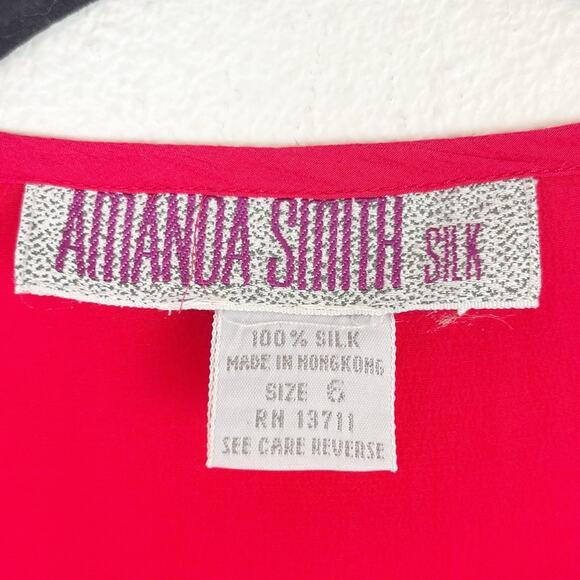 AMANDA SMITH SILK
100% SILK
MADE IN HONGKONG
SIZE 6
RN 13711
SEE CARE REVERSE